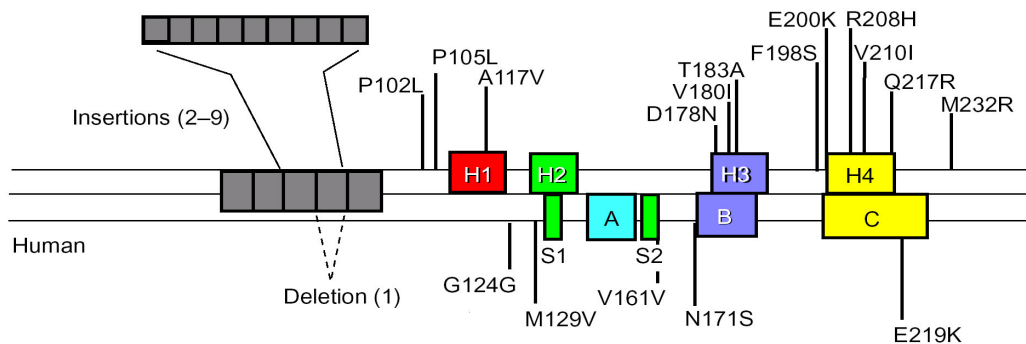 E200K
R208H
P105L
F198S
V210I
P102L
A117V
T183A
V180I
Q217R
D178N
M232R
Insertions (2–9)
H1
H2
H3
H4
A
B
C
Human
S1
S2
G124G
V161V
Deletion (1)
M129V
N171S
E219K